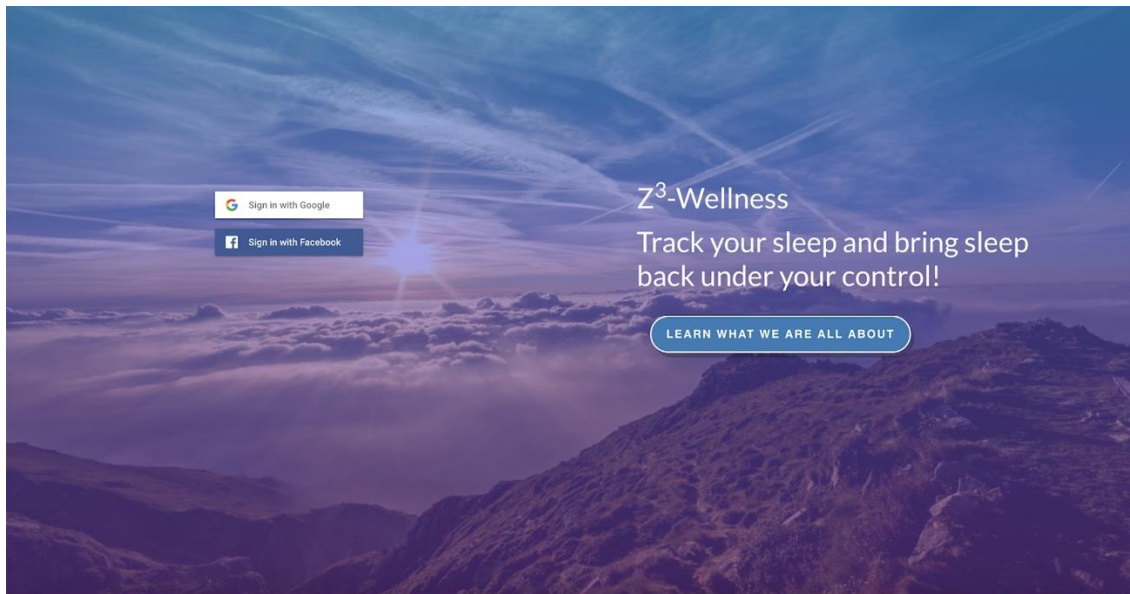 Sign in with Google
Sign in with Facebook
Z³-Wellness
Track your sleep and bring sleep
back under your control!
LEARN WHAT WE ARE ALL ABOUT